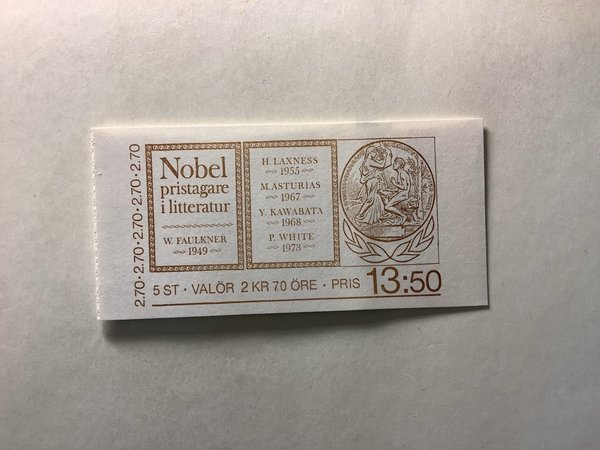 2.70 · 2.70 · 2.70 · 2.70 · 2.70
Nobel
pristagare
i litteratur
W. FAULKNER
1949
H. LAXNESS
1955
M. ASTURIAS
1967
Y. KAWABATA
1968
P. WHITE
1973
5 ST · VALÖR 2 KR 70 ÖRE · PRIS 13:50